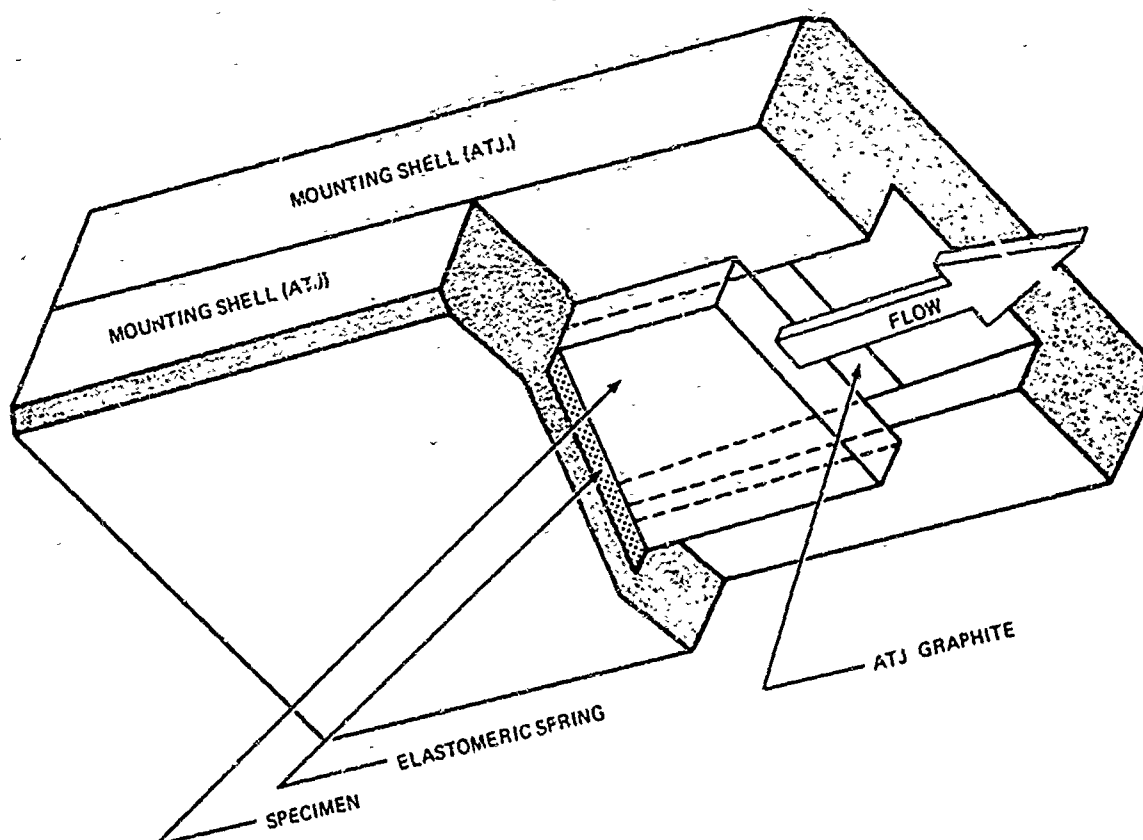 MOUNTING SHELL (ATJ.)
MOUNTING SHELL (ATJ)
FLOW
ATJ GRAPHITE
ELASTOMERIC SPRING
SPECIMEN